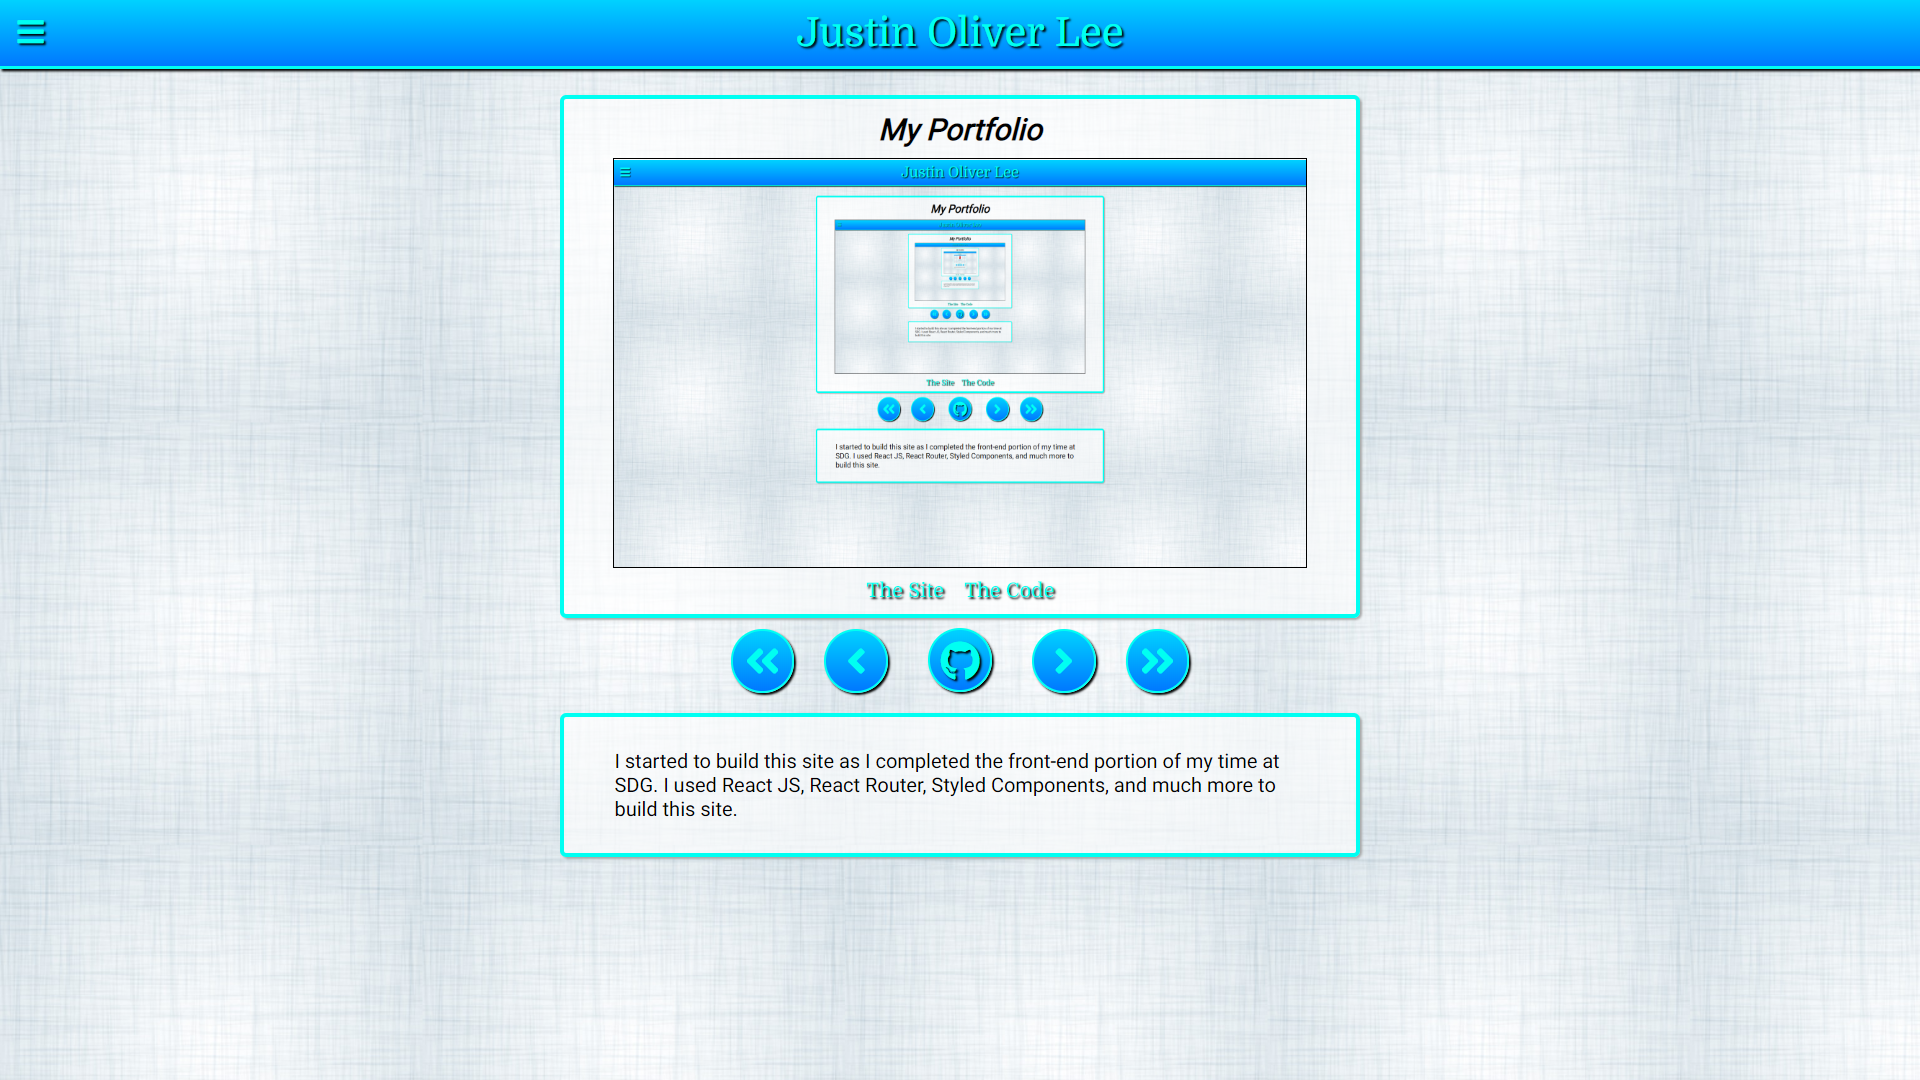 Justin Oliver Lee
My Portfolio
Justin Oliver Lee
My Portfolio
My Portfolio
The Site The Code
I started to build this site as I completed the front-end portion of my time at
SDG. I used React JS, React Router, Styled Components, and much more to
build this site.
The Site The Code
I started to build this site as I completed the front-end portion of my time at
SDG. I used React JS, React Router, Styled Components, and much more to
build this site.